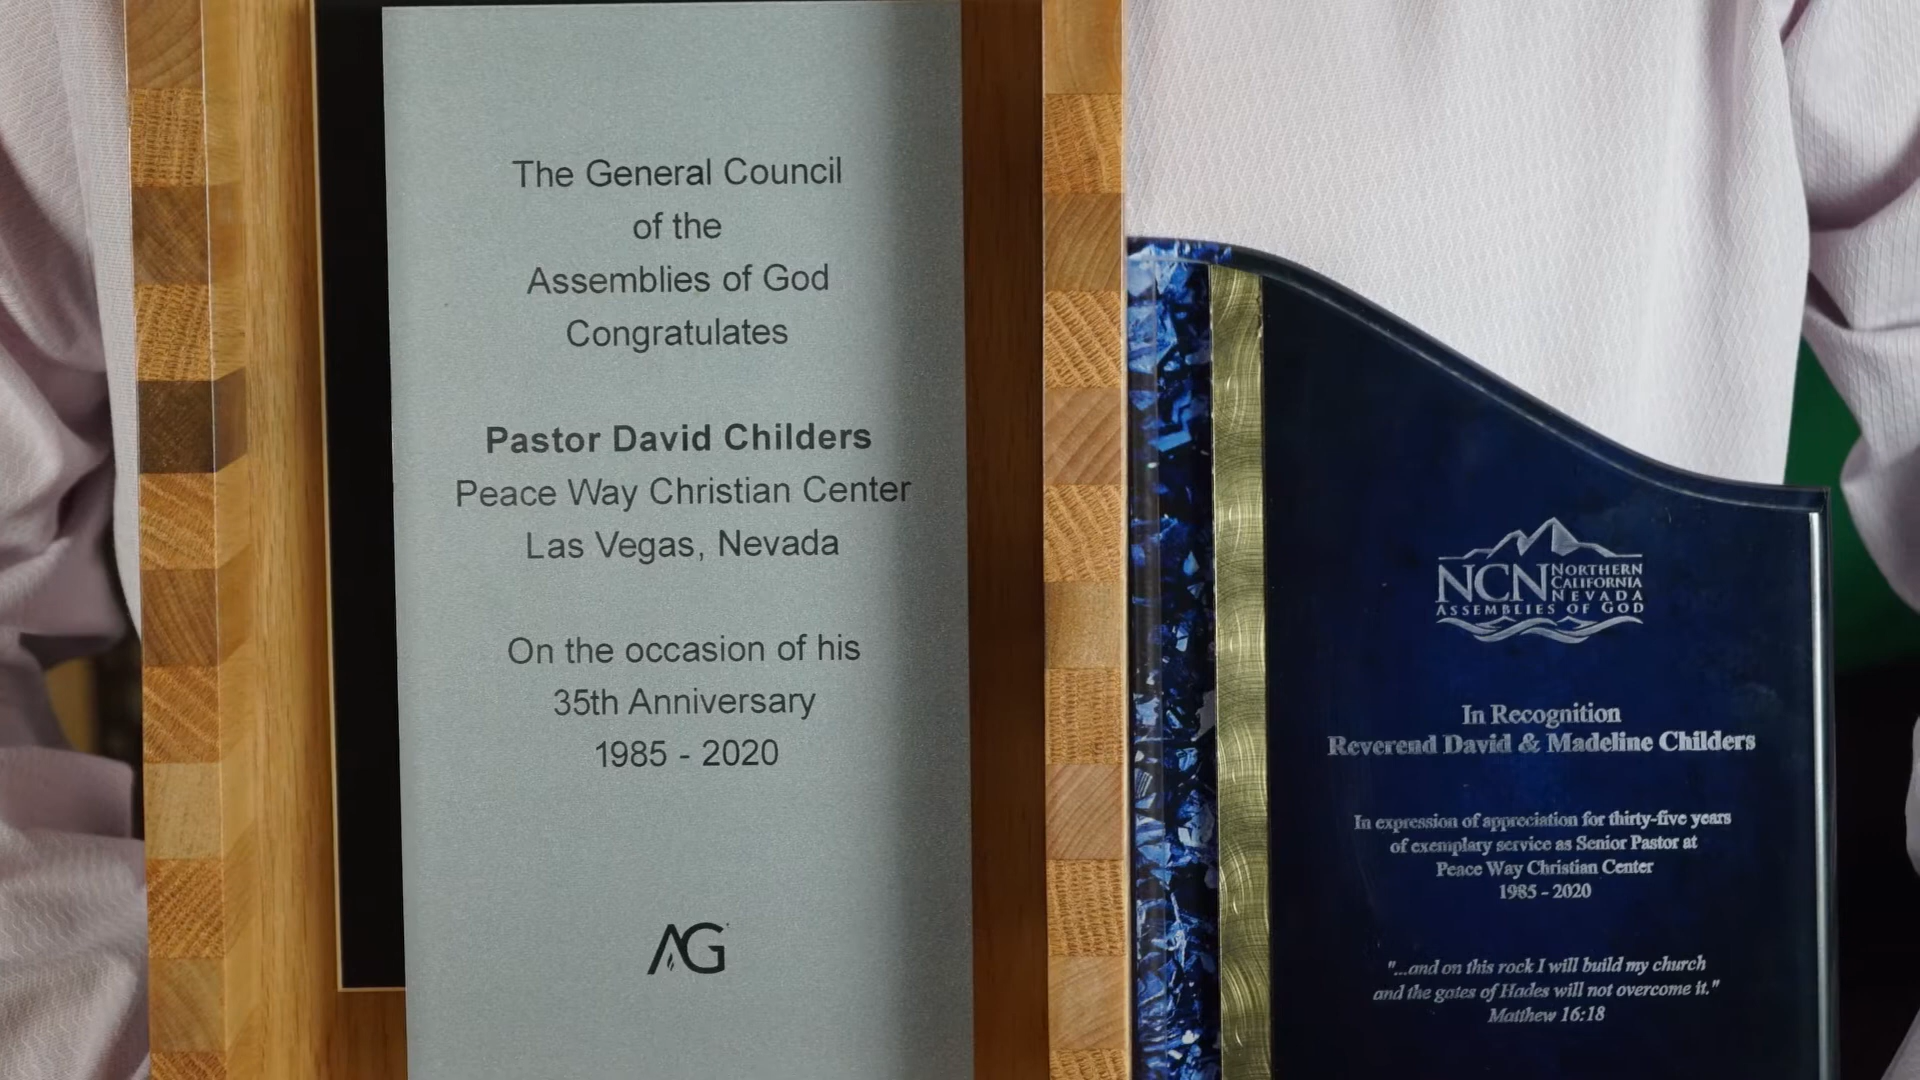 The General Council
of the
Assemblies of God
Congratulates
Pastor David Childers
Peace Way Christian Center
Las Vegas, Nevada
On the occasion of his
35th Anniversary
1985 - 2020
AG
NCN NORTHERN
CALIFORNIA
NEVADA
ASSEMBLIES OF GOD
In Recognition
Reverend David & Madeline Childers
In expression of appreciation for thirty-five years
of exemplary service as Senior Pastor at
Peace Way Christian Center
1985 - 2020
"...and on this rock I will build my church
and the gates of Hades will not overcome it."
Matthew 16:18